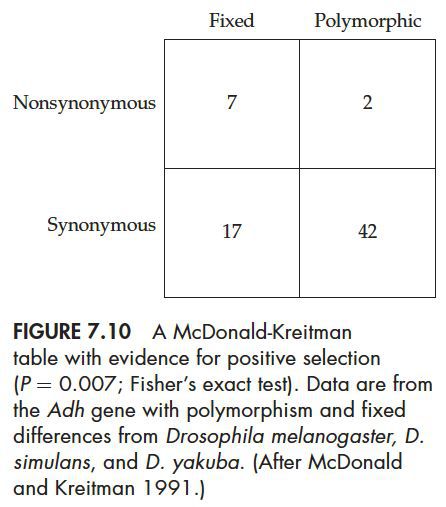 Fixed Polymorphic
Nonsynonymous 7 2
Synonymous 17 42
FIGURE 7.10 A McDonald-Kreitman
table with evidence for positive selection
(P = 0.007; Fisher's exact test). Data are from
the Adh gene with polymorphism and fixed
differences from Drosophila melanogaster, D.
simulans, and D. yakuba. (After McDonald
and Kreitman 1991.)